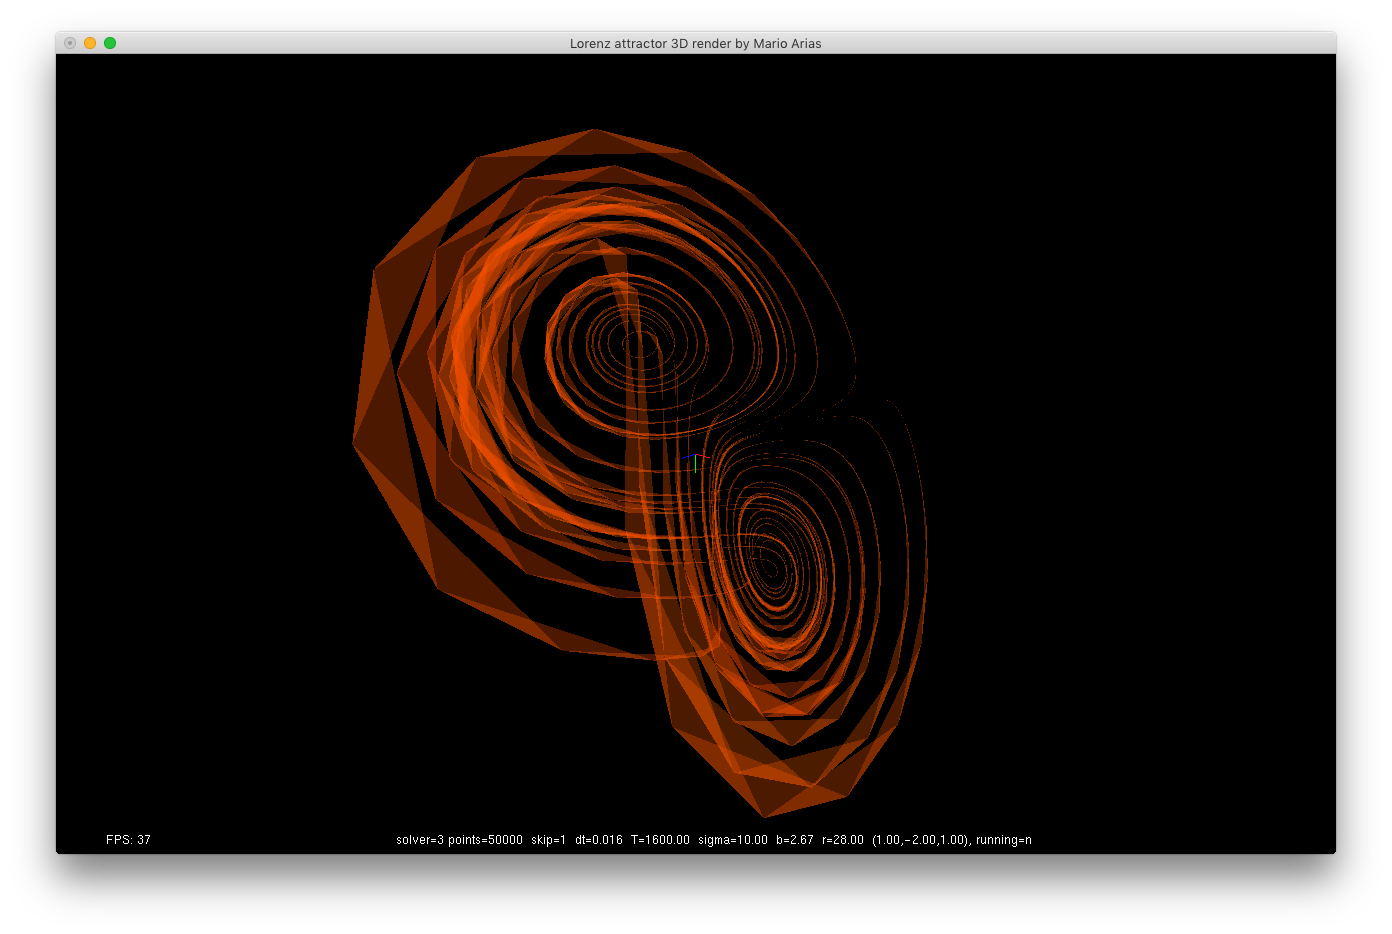 Lorenz attractor 3D render by Mario Arias
FPS: 37
solver=3 points=50000 skip=1 dt=0.016 T=1600.00 sigma=10.00 b=2.67 r=28.00 (1.00,-2.00,1.00), running=n